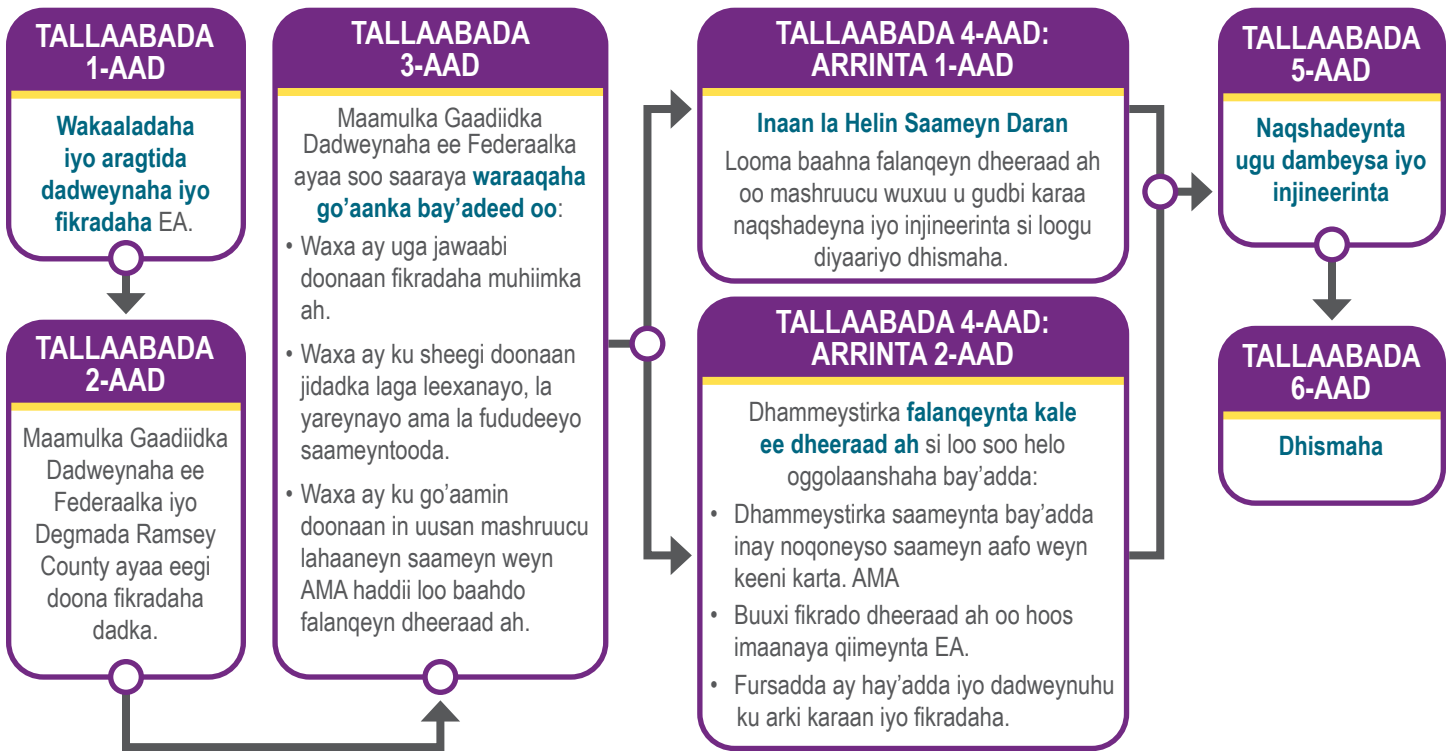 TALLAABADA
1-AAD
Wakaaladaha
iyo aragtida
dadweynaha iyo
fikradaha EA.
TALLAABADA
2-AAD
Maamulka Gaadiidka
Dadweynaha ee
Federaalka iyo
Degmada Ramsey
County ayaa eegi
doona fikradaha
dadka.
TALLAABADA
3-AAD
Maamulka Gaadiidka
Dadweynaha ee Federaalka
ayaa soo saaraya waraaqaha
go’aanka bay’adeed oo:
• Waxa ay uga jawaabi
doonaan fikradaha muhiimka
ah.
• Waxa ay ku sheegi doonaan
jidadka laga leexanayo, la
yareynayo ama la fududeeyo
saameyntooda.
• Waxa ay ku go’aamin
doonaan in uusan mashruucu
lahaaneyn saameyn weyn
AMA haddii loo baahdo
falanqeyn dheeraad ah.
TALLAABADA 4-AAD:
ARRINTA 1-AAD
Inaan la Helin Saameyn Daran
Looma baahna falanqeyn dheeraad ah
oo mashruucu wuxuu u gudbi karaa
naqshadeyna iyo injineerinta si loogu
diyaariyo dhismaha.
TALLAABADA 4-AAD:
ARRINTA 2-AAD
Dhammeystirka falanqeynta kale
ee dheeraad ah si loo soo helo
oggolaanshaha bay’adda:
• Dhammeystirka saameynta bay’adda
inay noqoneyso saameyn aafo weyn
keeni karta. AMA
• Buuxi fikrado dheeraad ah oo hoos
imaanaya qiimeynta EA.
• Fursadda ay hay’adda iyo dadweynuhu
ku arki karaan iyo fikradaha.
TALLAABADA
5-AAD
Naqshadeynta
ugu dambeysa iyo
injineerinta
TALLAABADA
6-AAD
Dhismaha